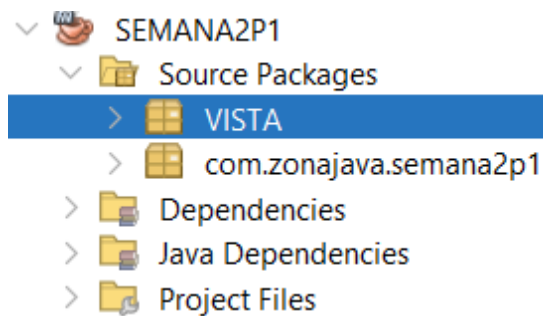 SEMANA2P1
Source Packages
VISTA
com.zonajava.semana2p1
Dependencies
Java Dependencies
Project Files